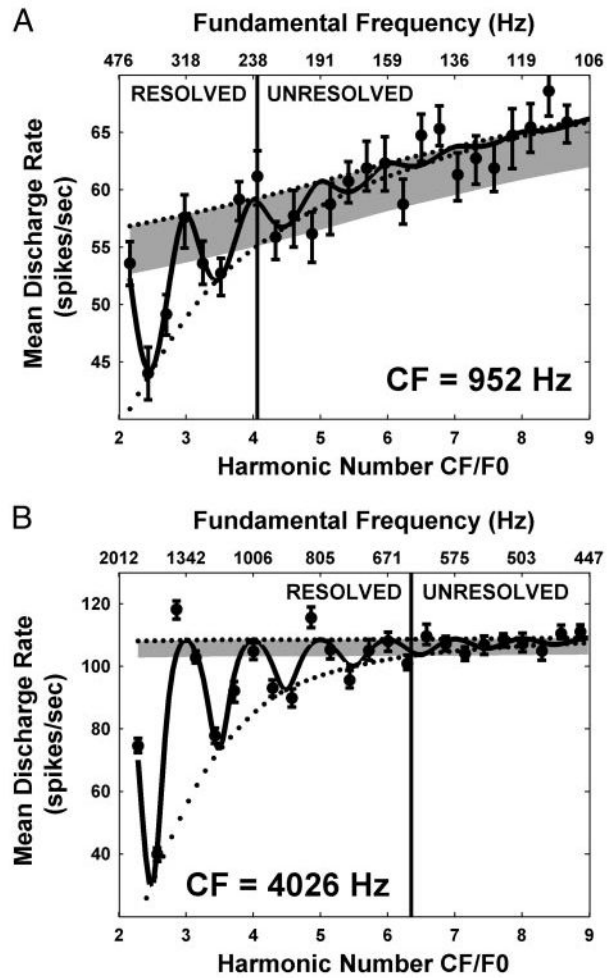 A
Fundamental Frequency (Hz)
476 318 238 191 159 136 119 106
RESOLVED UNRESOLVED
65
60
55
50
45
Mean Discharge Rate
(spikes/sec)
CF = 952 Hz
2 3 4 5 6 7 8 9
Harmonic Number CF/F0
B
Fundamental Frequency (Hz)
2012 1342 1006 805 671 575 503 447
RESOLVED UNRESOLVED
120
100
80
60
40
Mean Discharge Rate
(spikes/sec)
CF = 4026 Hz
2 3 4 5 6 7 8 9
Harmonic Number CF/F0